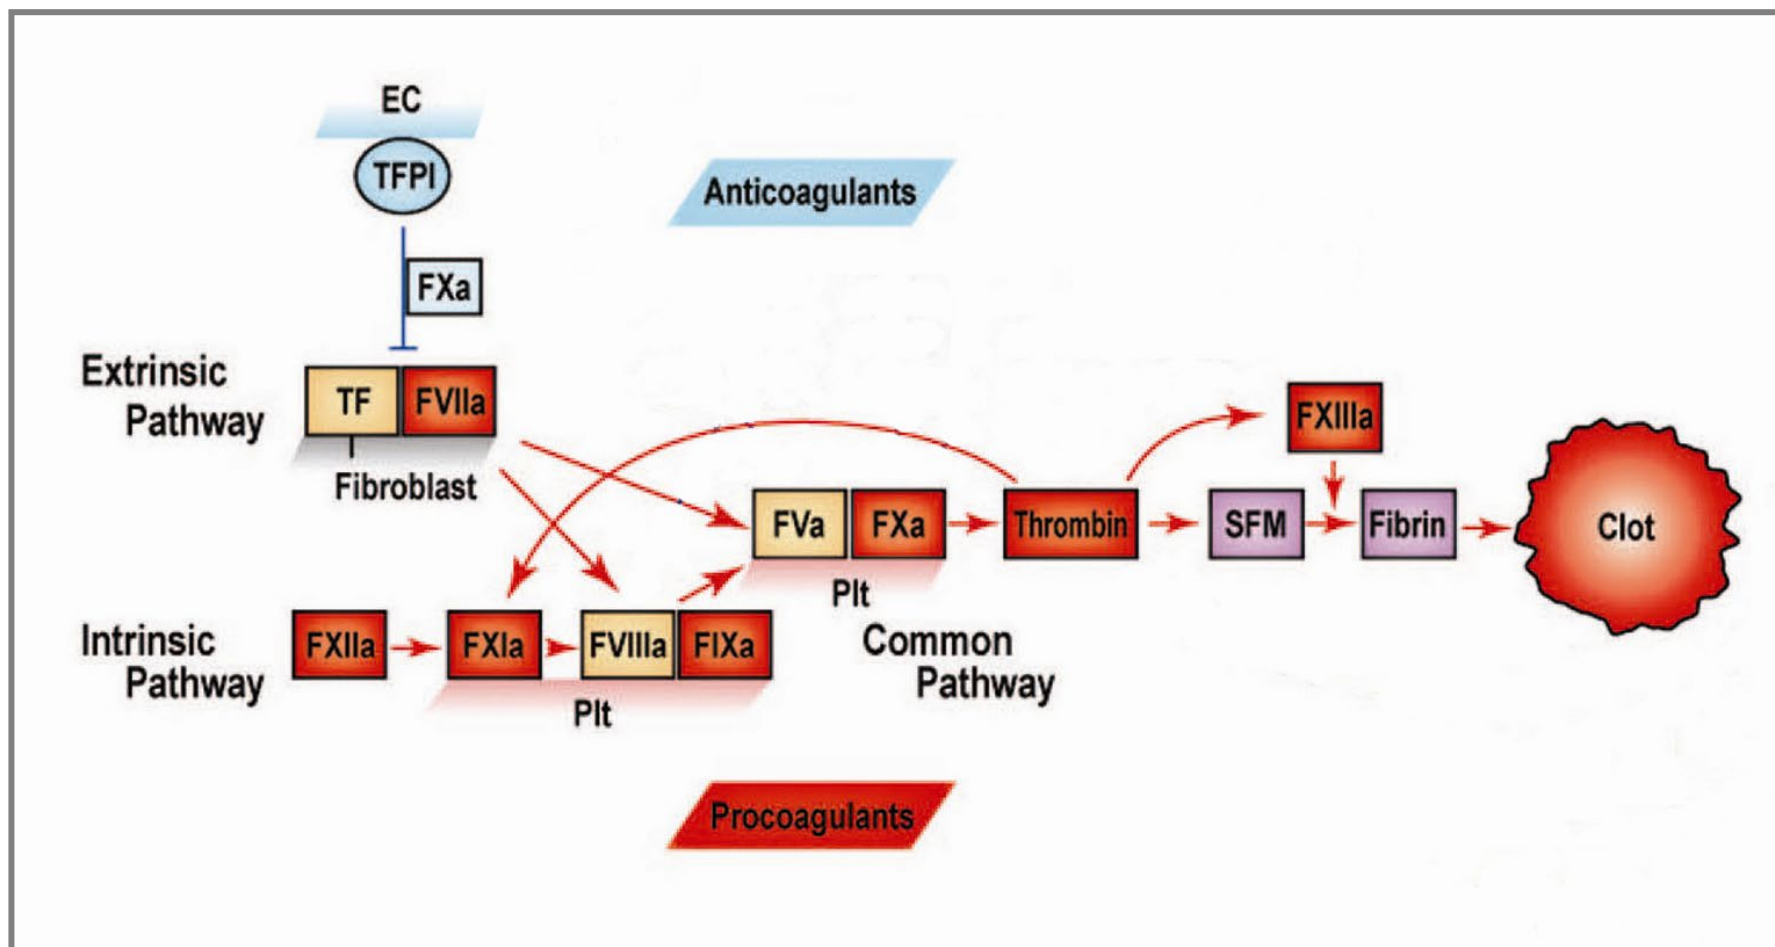 EC
TFPI
Anticoagulants
FXa
Extrinsic
Pathway
TF
FVIIa
Fibroblast
FXIIIa
FVa
FXa
Thrombin
SFM
Fibrin
Clot
Plt
Intrinsic
Pathway
FXIIa
FXIa
FVIIIa
FIXa
Plt
Common
Pathway
Procoagulants